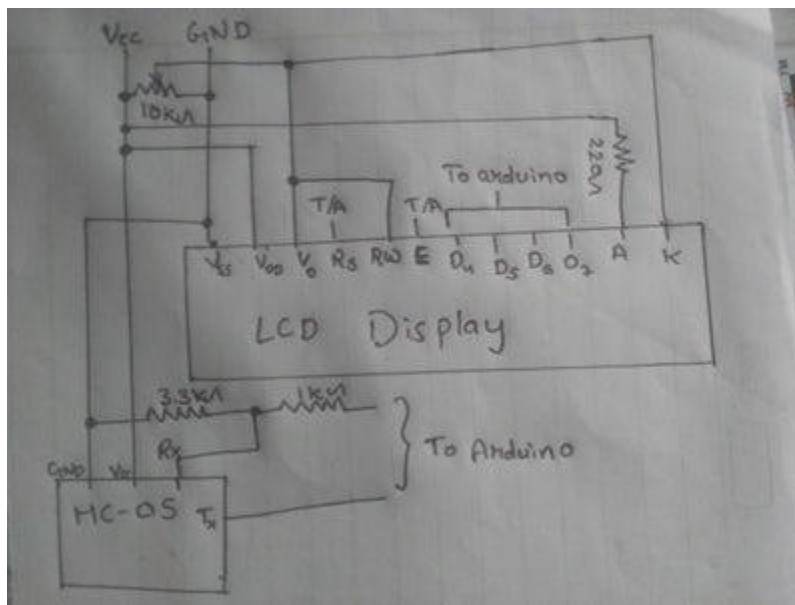 Vcc GND
10KΩ
220Ω
To arduino
T/A T/A
Vss VDD V0 RS RW E D4 D5 D6 D7 A K
LCD Display
3.3KΩ 1KΩ
Rx
To Arduino
GND Vcc
HC-05 Tx